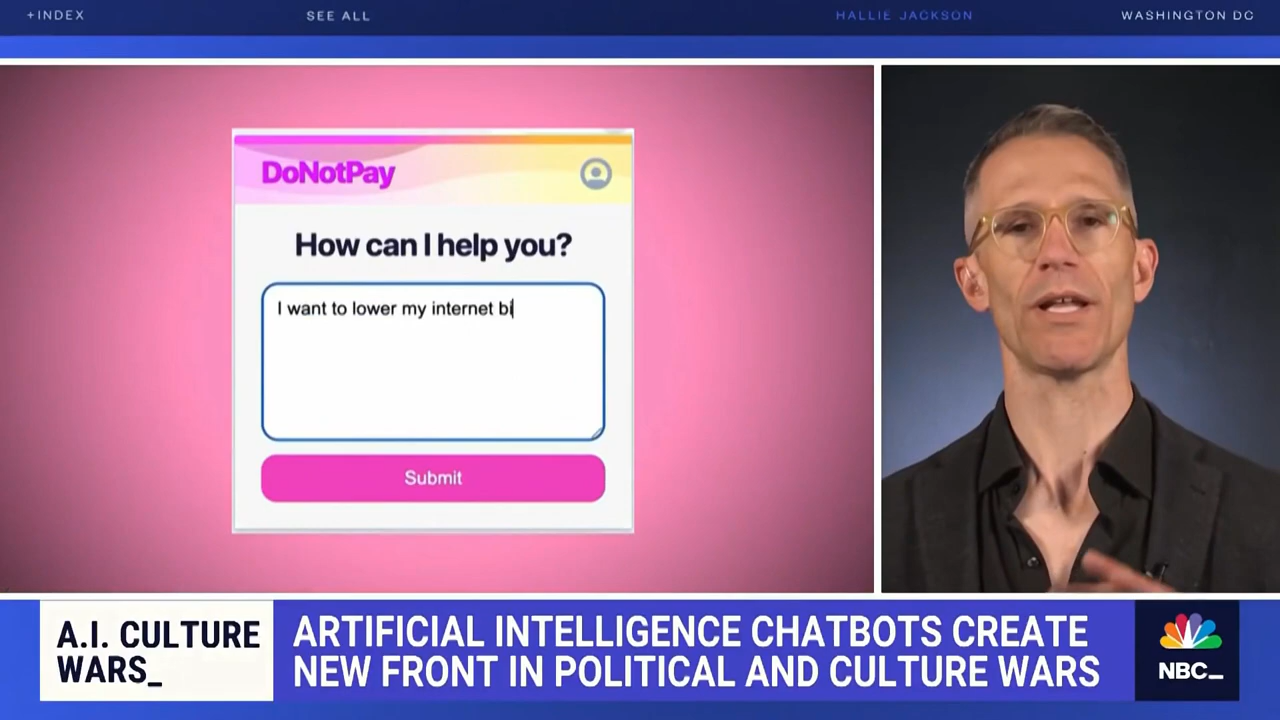 +INDEX
SEE ALL
HALLIE JACKSON
WASHINGTON DC
DoNotPay
How can I help you?
I want to lower my internet bi
Submit
A.I. CULTURE
WARS_
ARTIFICIAL INTELLIGENCE CHATBOTS CREATE
NEW FRONT IN POLITICAL AND CULTURE WARS
NBC_